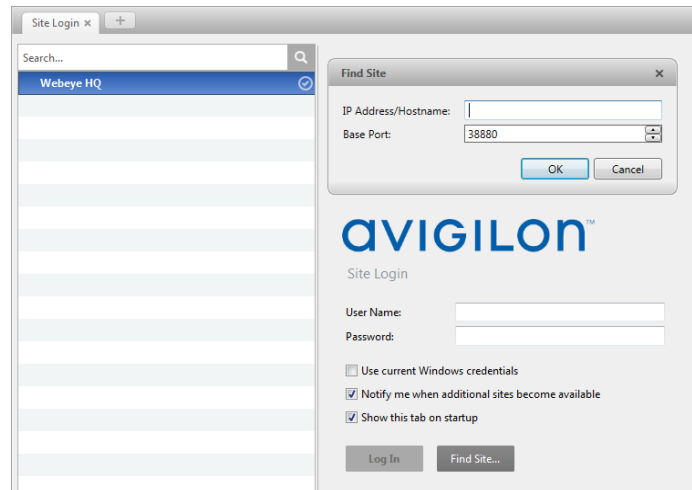 Site Login ×
+
Search...
Webeye HQ
Find Site
×
IP Address/Hostname:
Base Port: 38880
OK Cancel
avigilon™
Site Login
User Name:
Password:
Use current Windows credentials
Notify me when additional sites become available
Show this tab on startup
Log In Find Site...